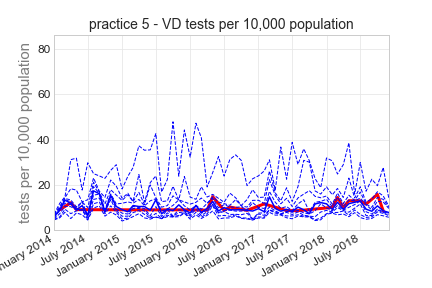 practice 5 - VD tests per 10,000 population
tests per 10,000 population
80
60
40
20
0
nuary 2014
July 2014
January 2015
July 2015
January 2016
July 2016
January 2017
July 2017
January 2018
July 2018